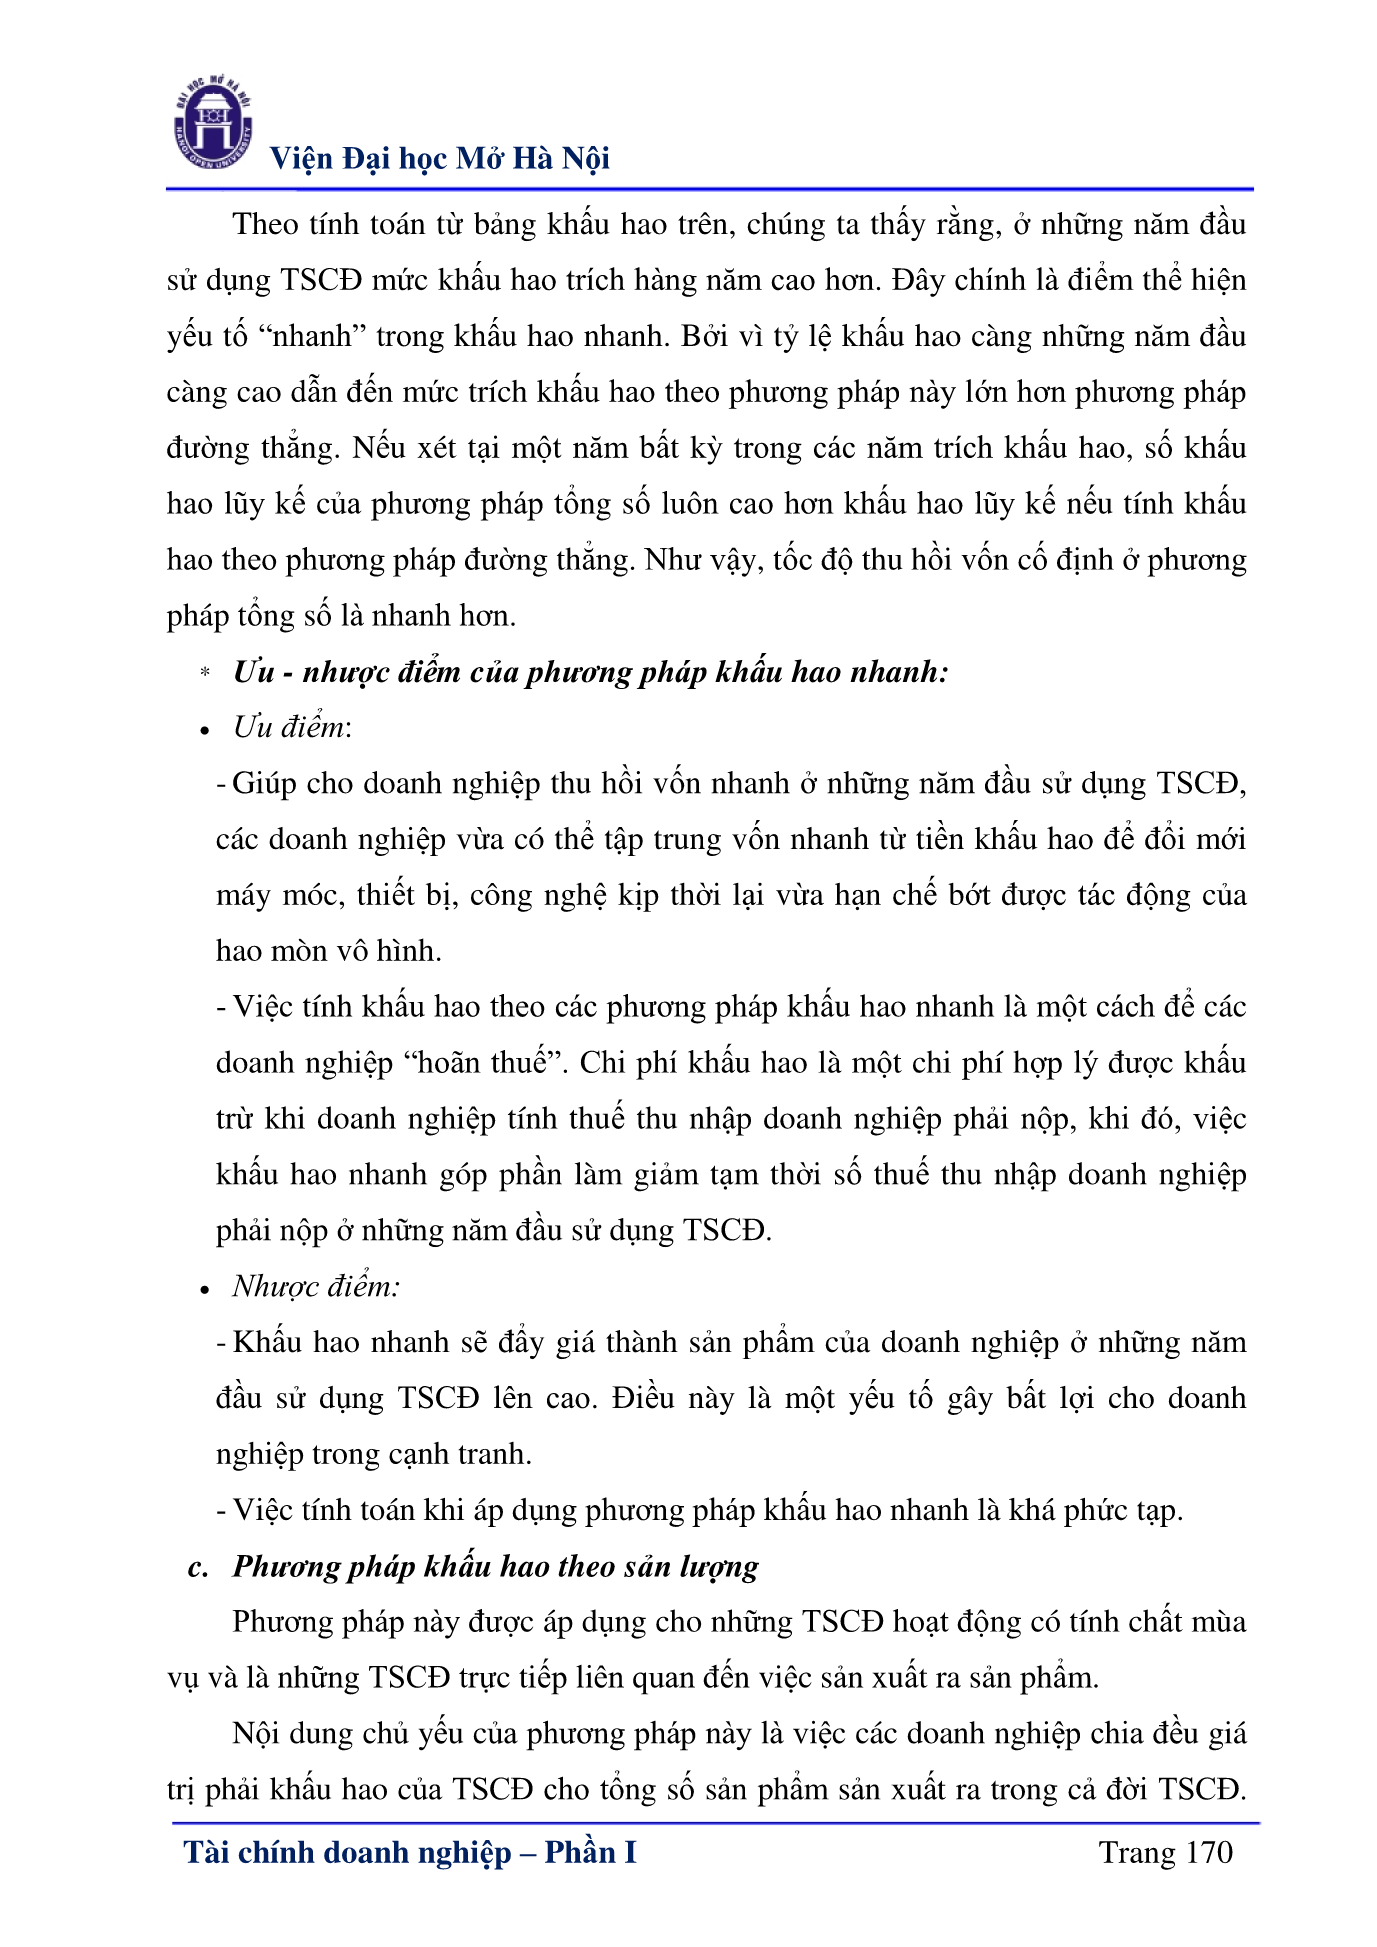 ĐẠI HỌC MỞ HÀ NỘI
HANOI OPEN UNIVERSITY
Viện Đại học Mở Hà Nội
Theo tính toán từ bảng khấu hao trên, chúng ta thấy rằng, ở những năm đầu
sử dụng TSCĐ mức khấu hao trích hàng năm cao hơn. Đây chính là điểm thể hiện
yếu tố “nhanh” trong khấu hao nhanh. Bởi vì tỷ lệ khấu hao càng những năm đầu
càng cao dẫn đến mức trích khấu hao theo phương pháp này lớn hơn phương pháp
đường thẳng. Nếu xét tại một năm bất kỳ trong các năm trích khấu hao, số khấu
hao lũy kế của phương pháp tổng số luôn cao hơn khấu hao lũy kế nếu tính khấu
hao theo phương pháp đường thẳng. Như vậy, tốc độ thu hồi vốn cố định ở phương
pháp tổng số là nhanh hơn.
* Ưu - nhược điểm của phương pháp khấu hao nhanh:
• Ưu điểm:
- Giúp cho doanh nghiệp thu hồi vốn nhanh ở những năm đầu sử dụng TSCĐ,
các doanh nghiệp vừa có thể tập trung vốn nhanh từ tiền khấu hao để đổi mới
máy móc, thiết bị, công nghệ kịp thời lại vừa hạn chế bớt được tác động của
hao mòn vô hình.
- Việc tính khấu hao theo các phương pháp khấu hao nhanh là một cách để các
doanh nghiệp “hoãn thuế”. Chi phí khấu hao là một chi phí hợp lý được khấu
trừ khi doanh nghiệp tính thuế thu nhập doanh nghiệp phải nộp, khi đó, việc
khấu hao nhanh góp phần làm giảm tạm thời số thuế thu nhập doanh nghiệp
phải nộp ở những năm đầu sử dụng TSCĐ.
• Nhược điểm:
- Khấu hao nhanh sẽ đẩy giá thành sản phẩm của doanh nghiệp ở những năm
đầu sử dụng TSCĐ lên cao. Điều này là một yếu tố gây bất lợi cho doanh
nghiệp trong cạnh tranh.
- Việc tính toán khi áp dụng phương pháp khấu hao nhanh là khá phức tạp.
c. Phương pháp khấu hao theo sản lượng
Phương pháp này được áp dụng cho những TSCĐ hoạt động có tính chất mùa
vụ và là những TSCĐ trực tiếp liên quan đến việc sản xuất ra sản phẩm.
Nội dung chủ yếu của phương pháp này là việc các doanh nghiệp chia đều giá
trị phải khấu hao của TSCĐ cho tổng số sản phẩm sản xuất ra trong cả đời TSCĐ.
Tài chính doanh nghiệp – Phần I Trang 170